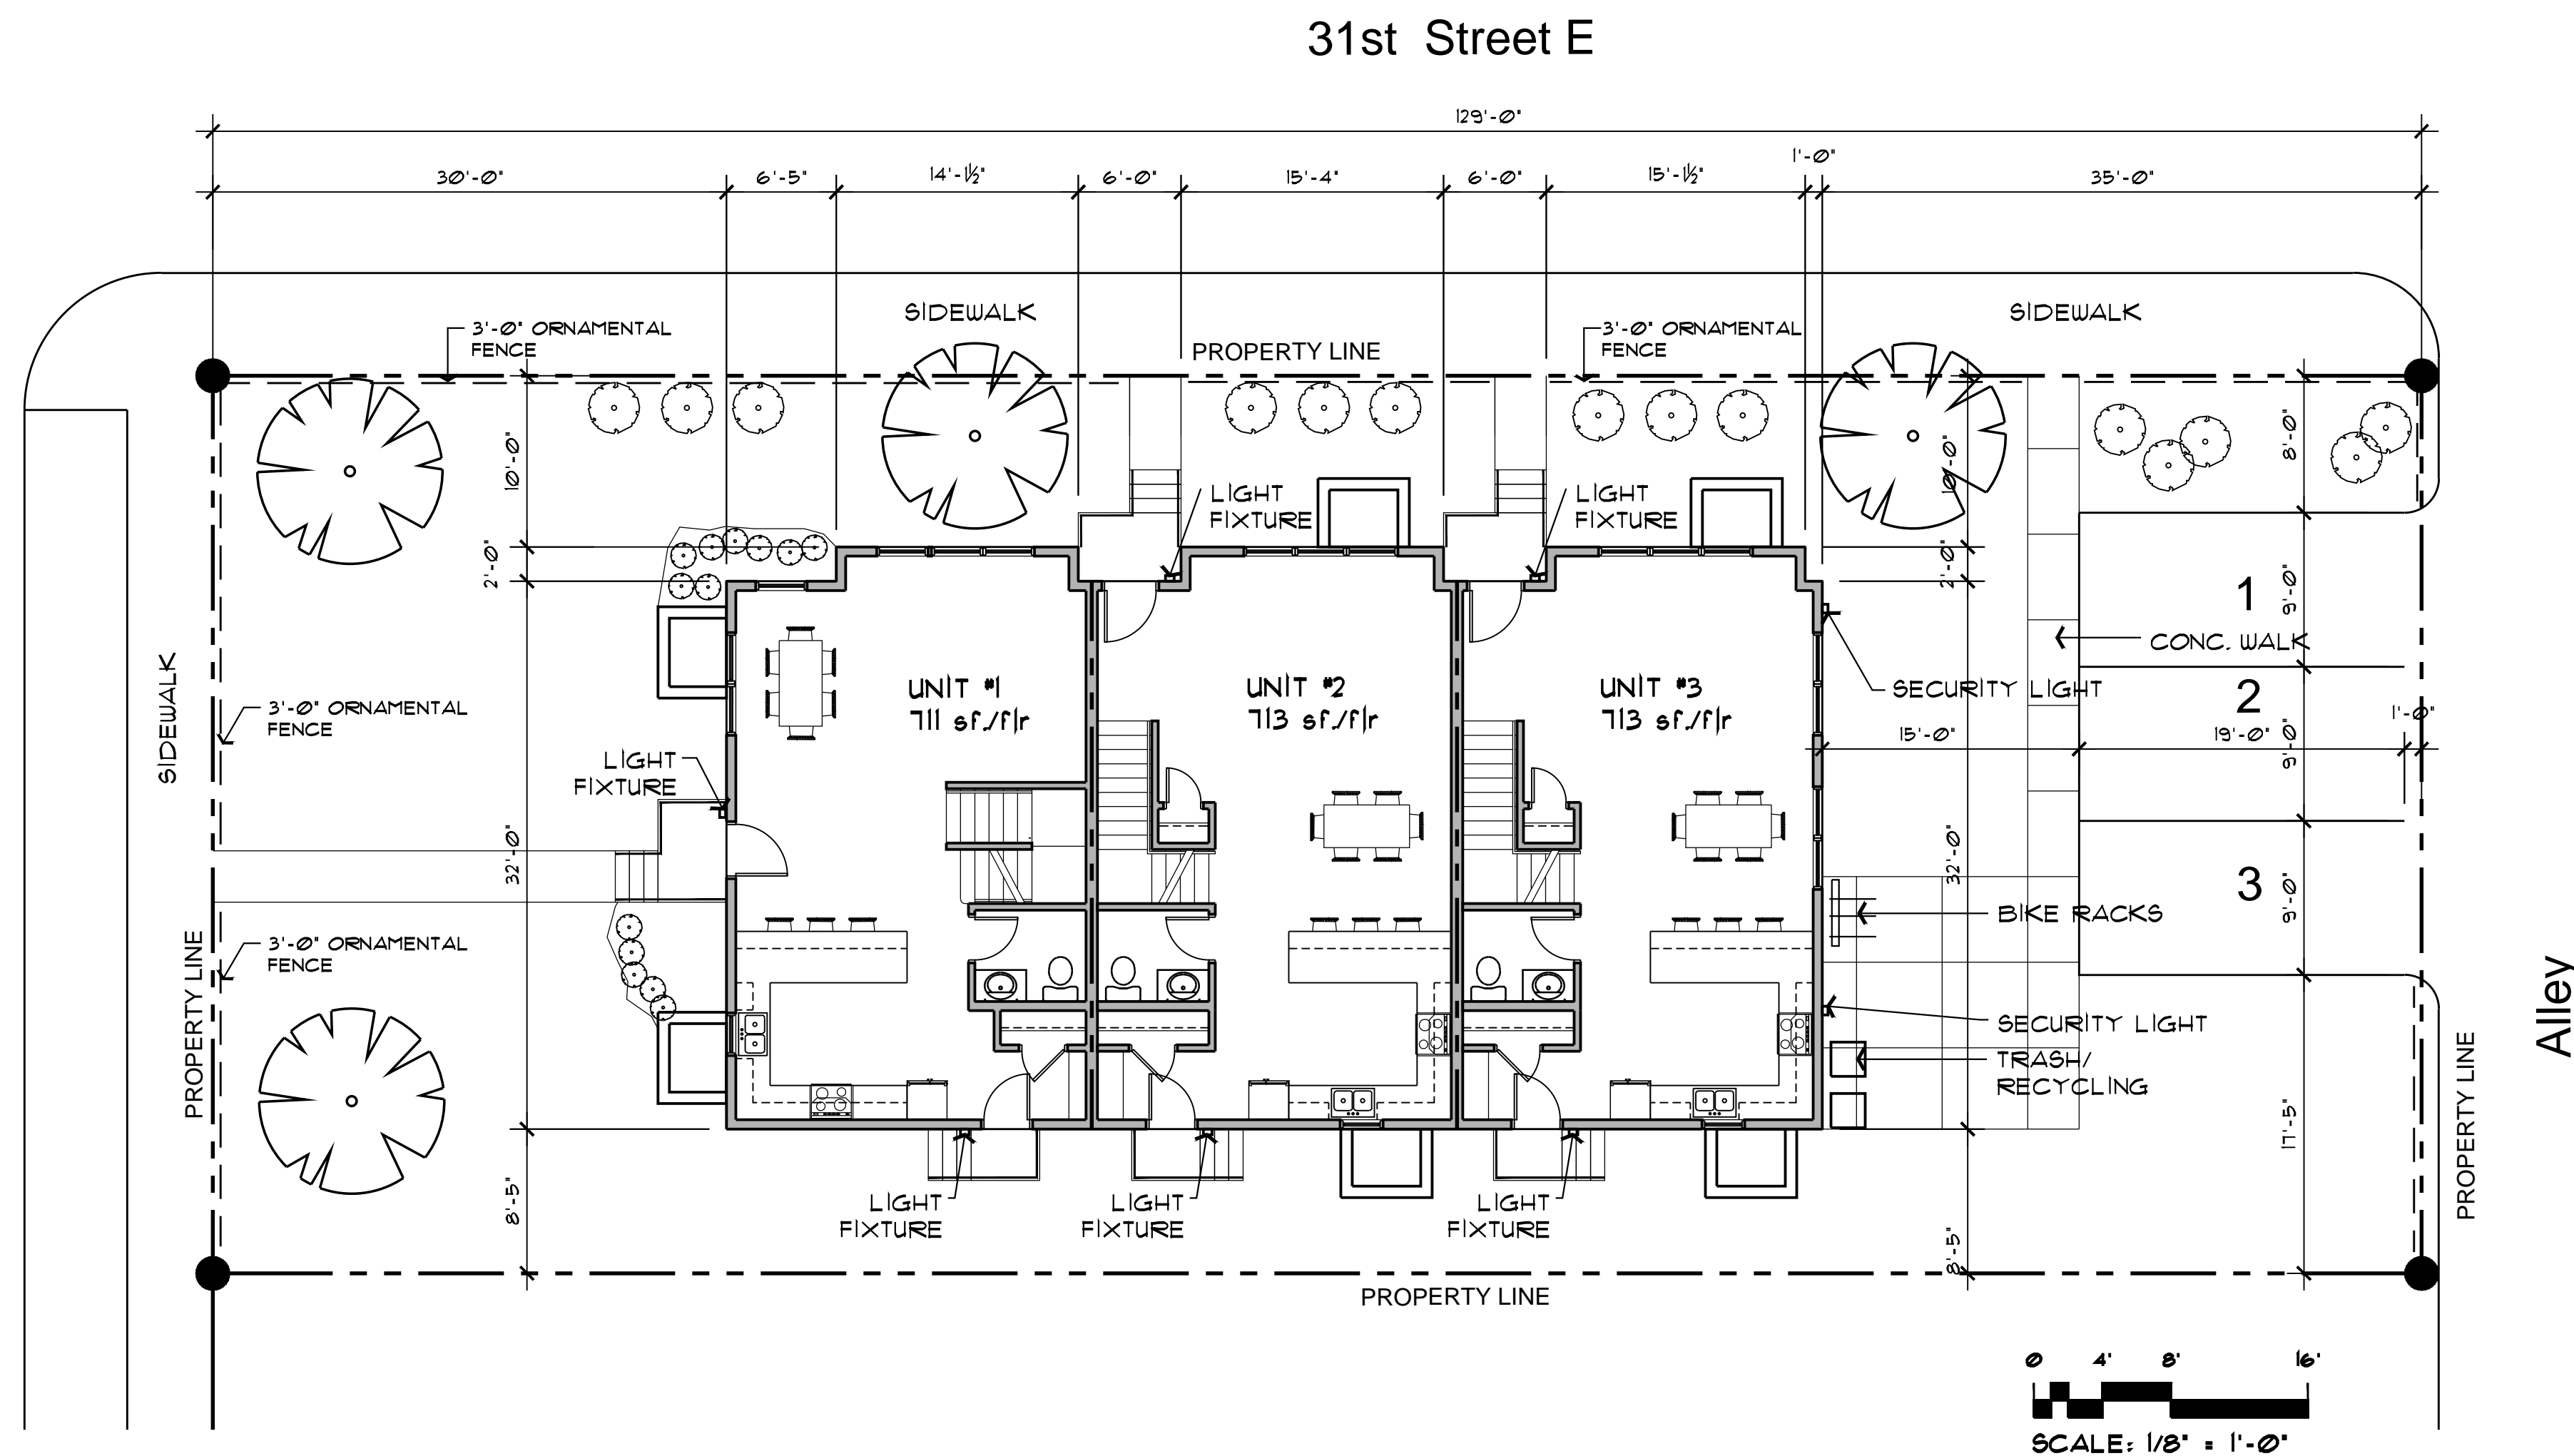 31st Street E
129'-0"
1'-0"
30'-0"
6'-5"
14'-1½"
6'-0"
15'-4"
6'-0"
15'-1½"
35'-0"
SIDEWALK
SIDEWALK
3'-0" ORNAMENTAL
FENCE
PROPERTY LINE
3'-0" ORNAMENTAL
FENCE
10'-0"
10'-0"
8'-0"
LIGHT
FIXTURE
LIGHT
FIXTURE
2'-0"
2'-0"
1
9'-0"
CONC. WALK
SIDEWALK
UNIT #1
711 sf./flr
UNIT #2
713 sf./flr
UNIT #3
713 sf./flr
SECURITY LIGHT
2
3'-0" ORNAMENTAL
FENCE
1'-0"
15'-0"
19'-0"
9'-0"
LIGHT
FIXTURE
32'-0"
32'-0"
3
9'-0"
BIKE RACKS
PROPERTY LINE
3'-0" ORNAMENTAL
FENCE
SECURITY LIGHT
TRASH/
RECYCLING
Alley
PROPERTY LINE
17'-5"
8'-5"
LIGHT
FIXTURE
LIGHT
FIXTURE
LIGHT
FIXTURE
8'-5"
PROPERTY LINE
0 4' 8' 16'
SCALE: 1/8" = 1'-0"